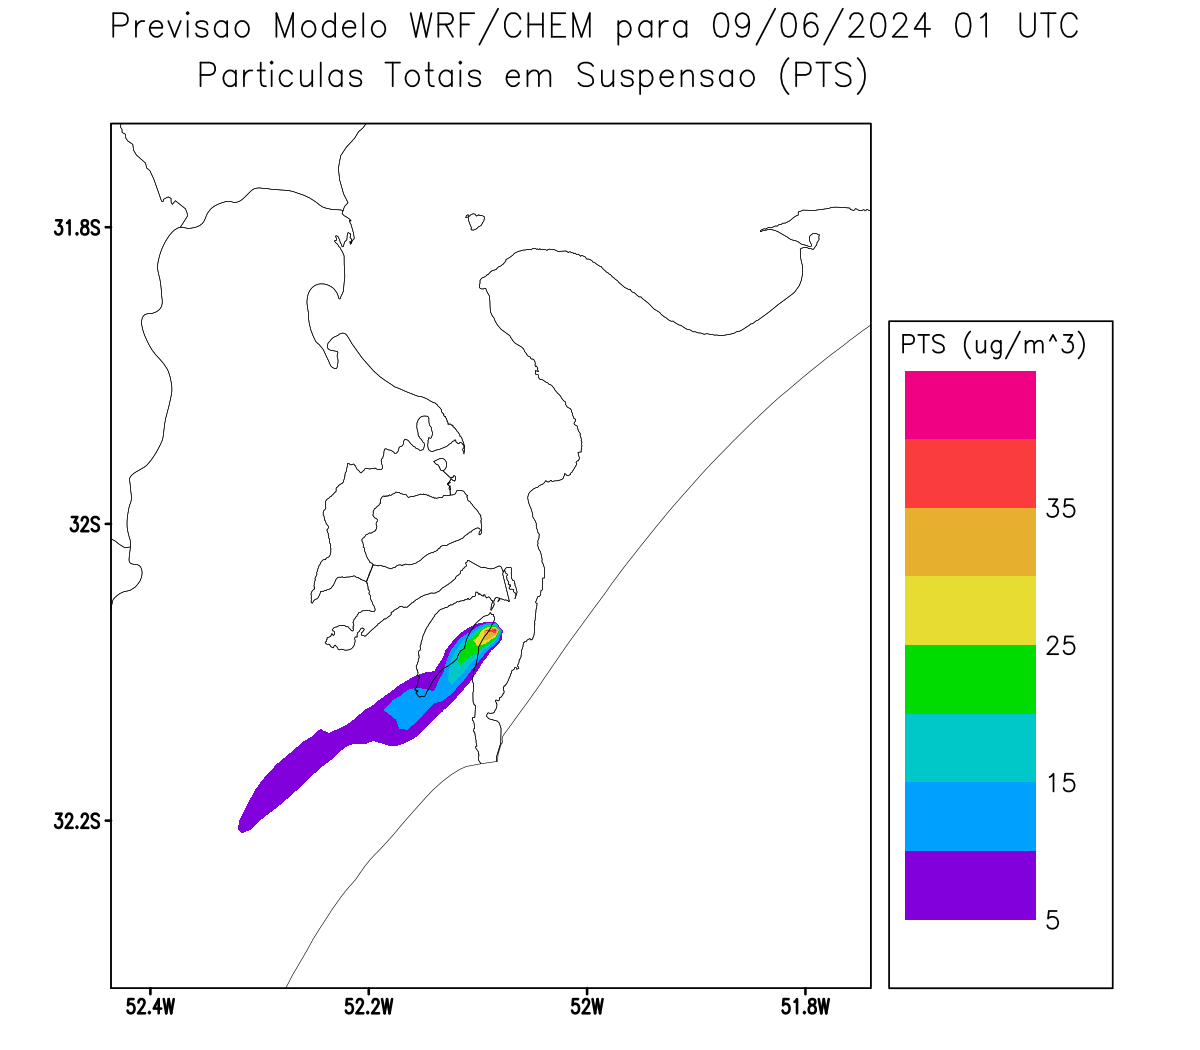 Previsao Modelo WRF/CHEM para 09/06/2024 01 UTC
Particulas Totais em Suspensao (PTS)
31.8S
32S
32.2S
52.4W
52.2W
52W
51.8W
PTS (ug/m^3)
35
25
15
5